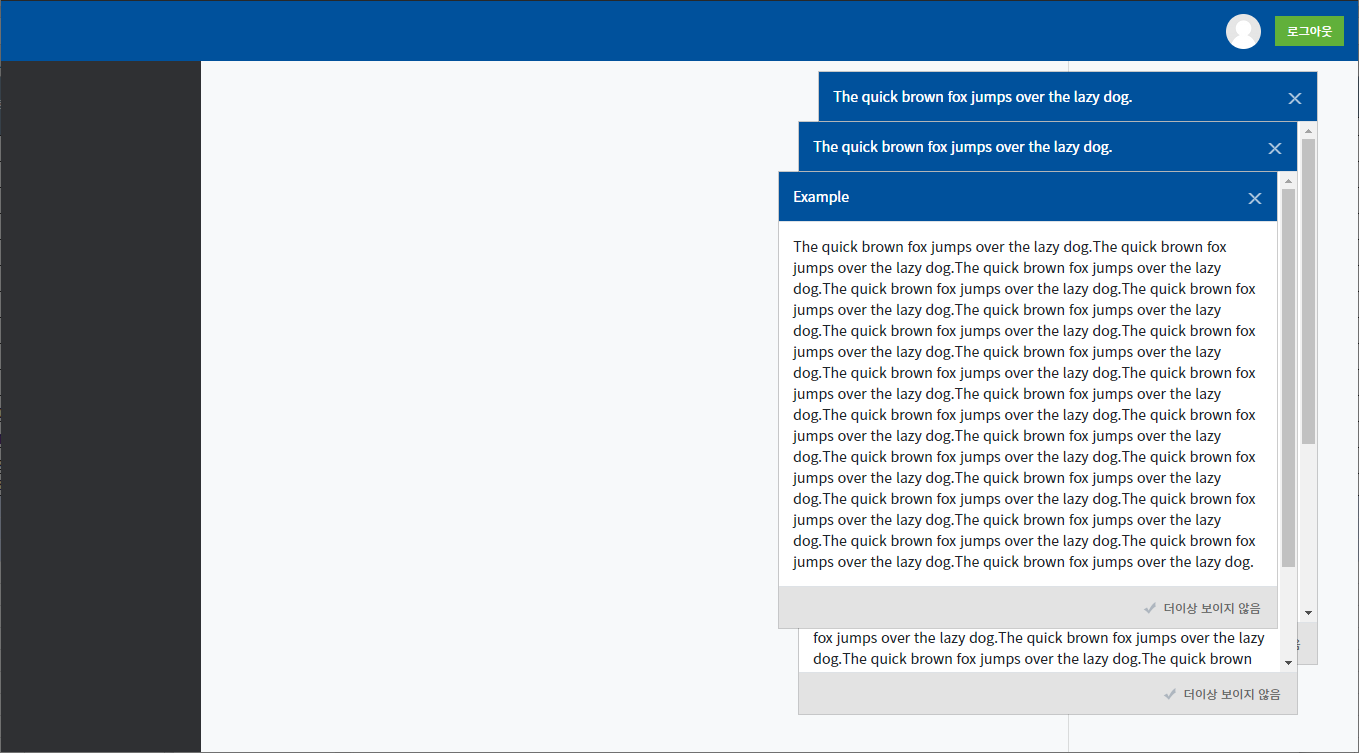 로그아웃
The quick brown fox jumps over the lazy dog.
The quick brown fox jumps over the lazy dog.
Example
The quick brown fox jumps over the lazy dog.The quick brown fox
jumps over the lazy dog.The quick brown fox jumps over the lazy
dog.The quick brown fox jumps over the lazy dog.The quick brown fox
jumps over the lazy dog.The quick brown fox jumps over the lazy
dog.The quick brown fox jumps over the lazy dog.The quick brown fox
jumps over the lazy dog.The quick brown fox jumps over the lazy
dog.The quick brown fox jumps over the lazy dog.The quick brown fox
jumps over the lazy dog.The quick brown fox jumps over the lazy
dog.The quick brown fox jumps over the lazy dog.The quick brown fox
jumps over the lazy dog.The quick brown fox jumps over the lazy
dog.The quick brown fox jumps over the lazy dog.The quick brown fox
jumps over the lazy dog.The quick brown fox jumps over the lazy
dog.The quick brown fox jumps over the lazy dog.The quick brown fox
jumps over the lazy dog.The quick brown fox jumps over the lazy
dog.The quick brown fox jumps over the lazy dog.The quick brown fox
jumps over the lazy dog.The quick brown fox jumps over the lazy dog.
더이상 보이지 않음
fox jumps over the lazy dog.The quick brown fox jumps over the lazy
dog.The quick brown fox jumps over the lazy dog.The quick brown
더이상 보이지 않음